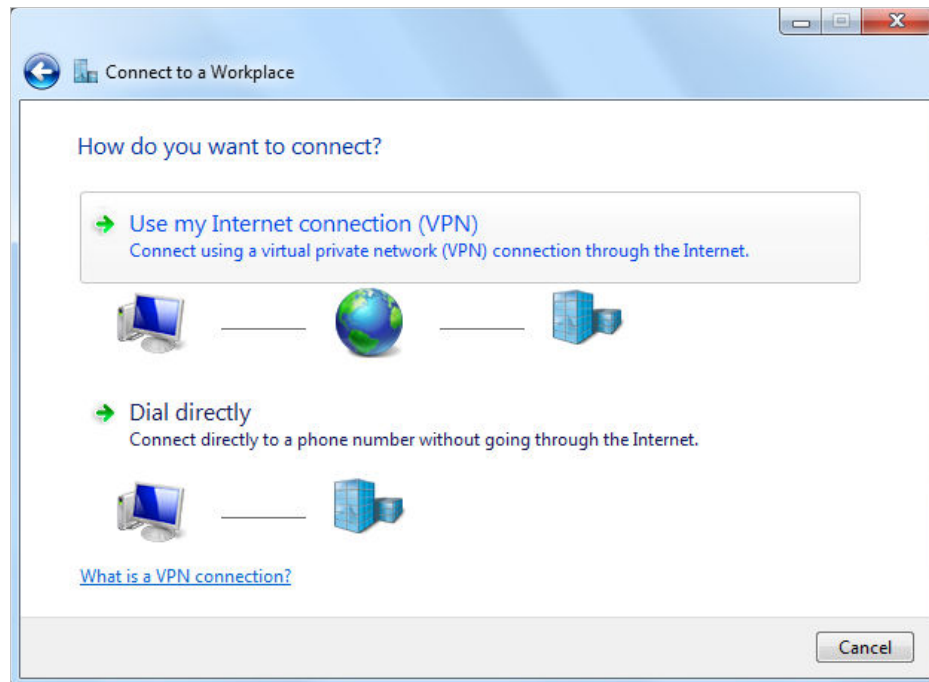 Connect to a Workplace
How do you want to connect?
Use my Internet connection (VPN)
Connect using a virtual private network (VPN) connection through the Internet.
Dial directly
Connect directly to a phone number without going through the Internet.
What is a VPN connection?
Cancel